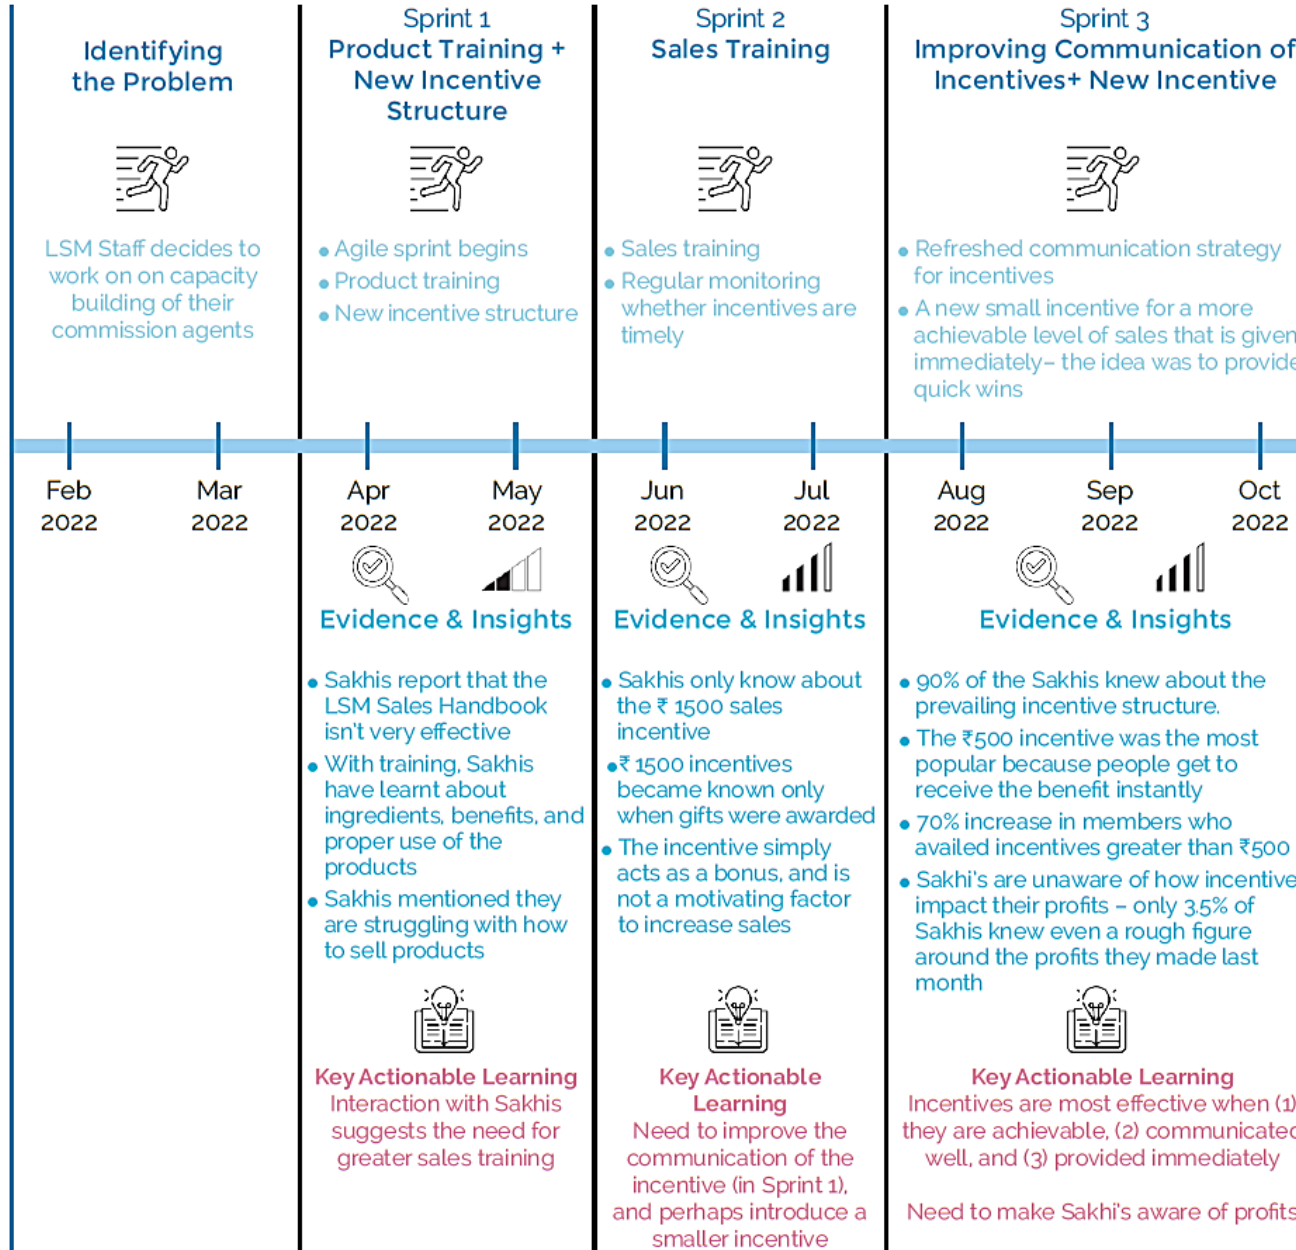 Identifying
the Problem
LSM Staff decides to
work on on capacity
building of their
commission agents
Sprint 1
Product Training +
New Incentive
Structure
• Agile sprint begins
• Product training
• New incentive structure
Sprint 2
Sales Training
• Sales training
• Regular monitoring
whether incentives are
timely
Sprint 3
Improving Communication of
Incentives+ New Incentive
• Refreshed communication strategy
for incentives
• A new small incentive for a more
achievable level of sales that is given
immediately– the idea was to provide
quick wins
Feb
2022
Mar
2022
Apr
2022
May
2022
Jun
2022
Jul
2022
Aug
2022
Sep
2022
Oct
2022
Evidence & Insights
• Sakhis report that the
LSM Sales Handbook
isn't very effective
• With training, Sakhis
have learnt about
ingredients, benefits, and
proper use of the
products
• Sakhis mentioned they
are struggling with how
to sell products
Key Actionable Learning
Interaction with Sakhis
suggests the need for
greater sales training
Evidence & Insights
• Sakhis only know about
the ₹ 1500 sales
incentive
• ₹ 1500 incentives
became known only
when gifts were awarded
• The incentive simply
acts as a bonus, and is
not a motivating factor
to increase sales
Key Actionable
Learning
Need to improve the
communication of the
incentive (in Sprint 1),
and perhaps introduce a
smaller incentive
Evidence & Insights
• 90% of the Sakhis knew about the
prevailing incentive structure.
• The ₹500 incentive was the most
popular because people get to
receive the benefit instantly
• 70% increase in members who
availed incentives greater than ₹500
• Sakhi's are unaware of how incentive
impact their profits – only 3.5% of
Sakhis knew even a rough figure
around the profits they made last
month
Key Actionable Learning
Incentives are most effective when (1)
they are achievable, (2) communicated
well, and (3) provided immediately
Need to make Sakhi's aware of profits